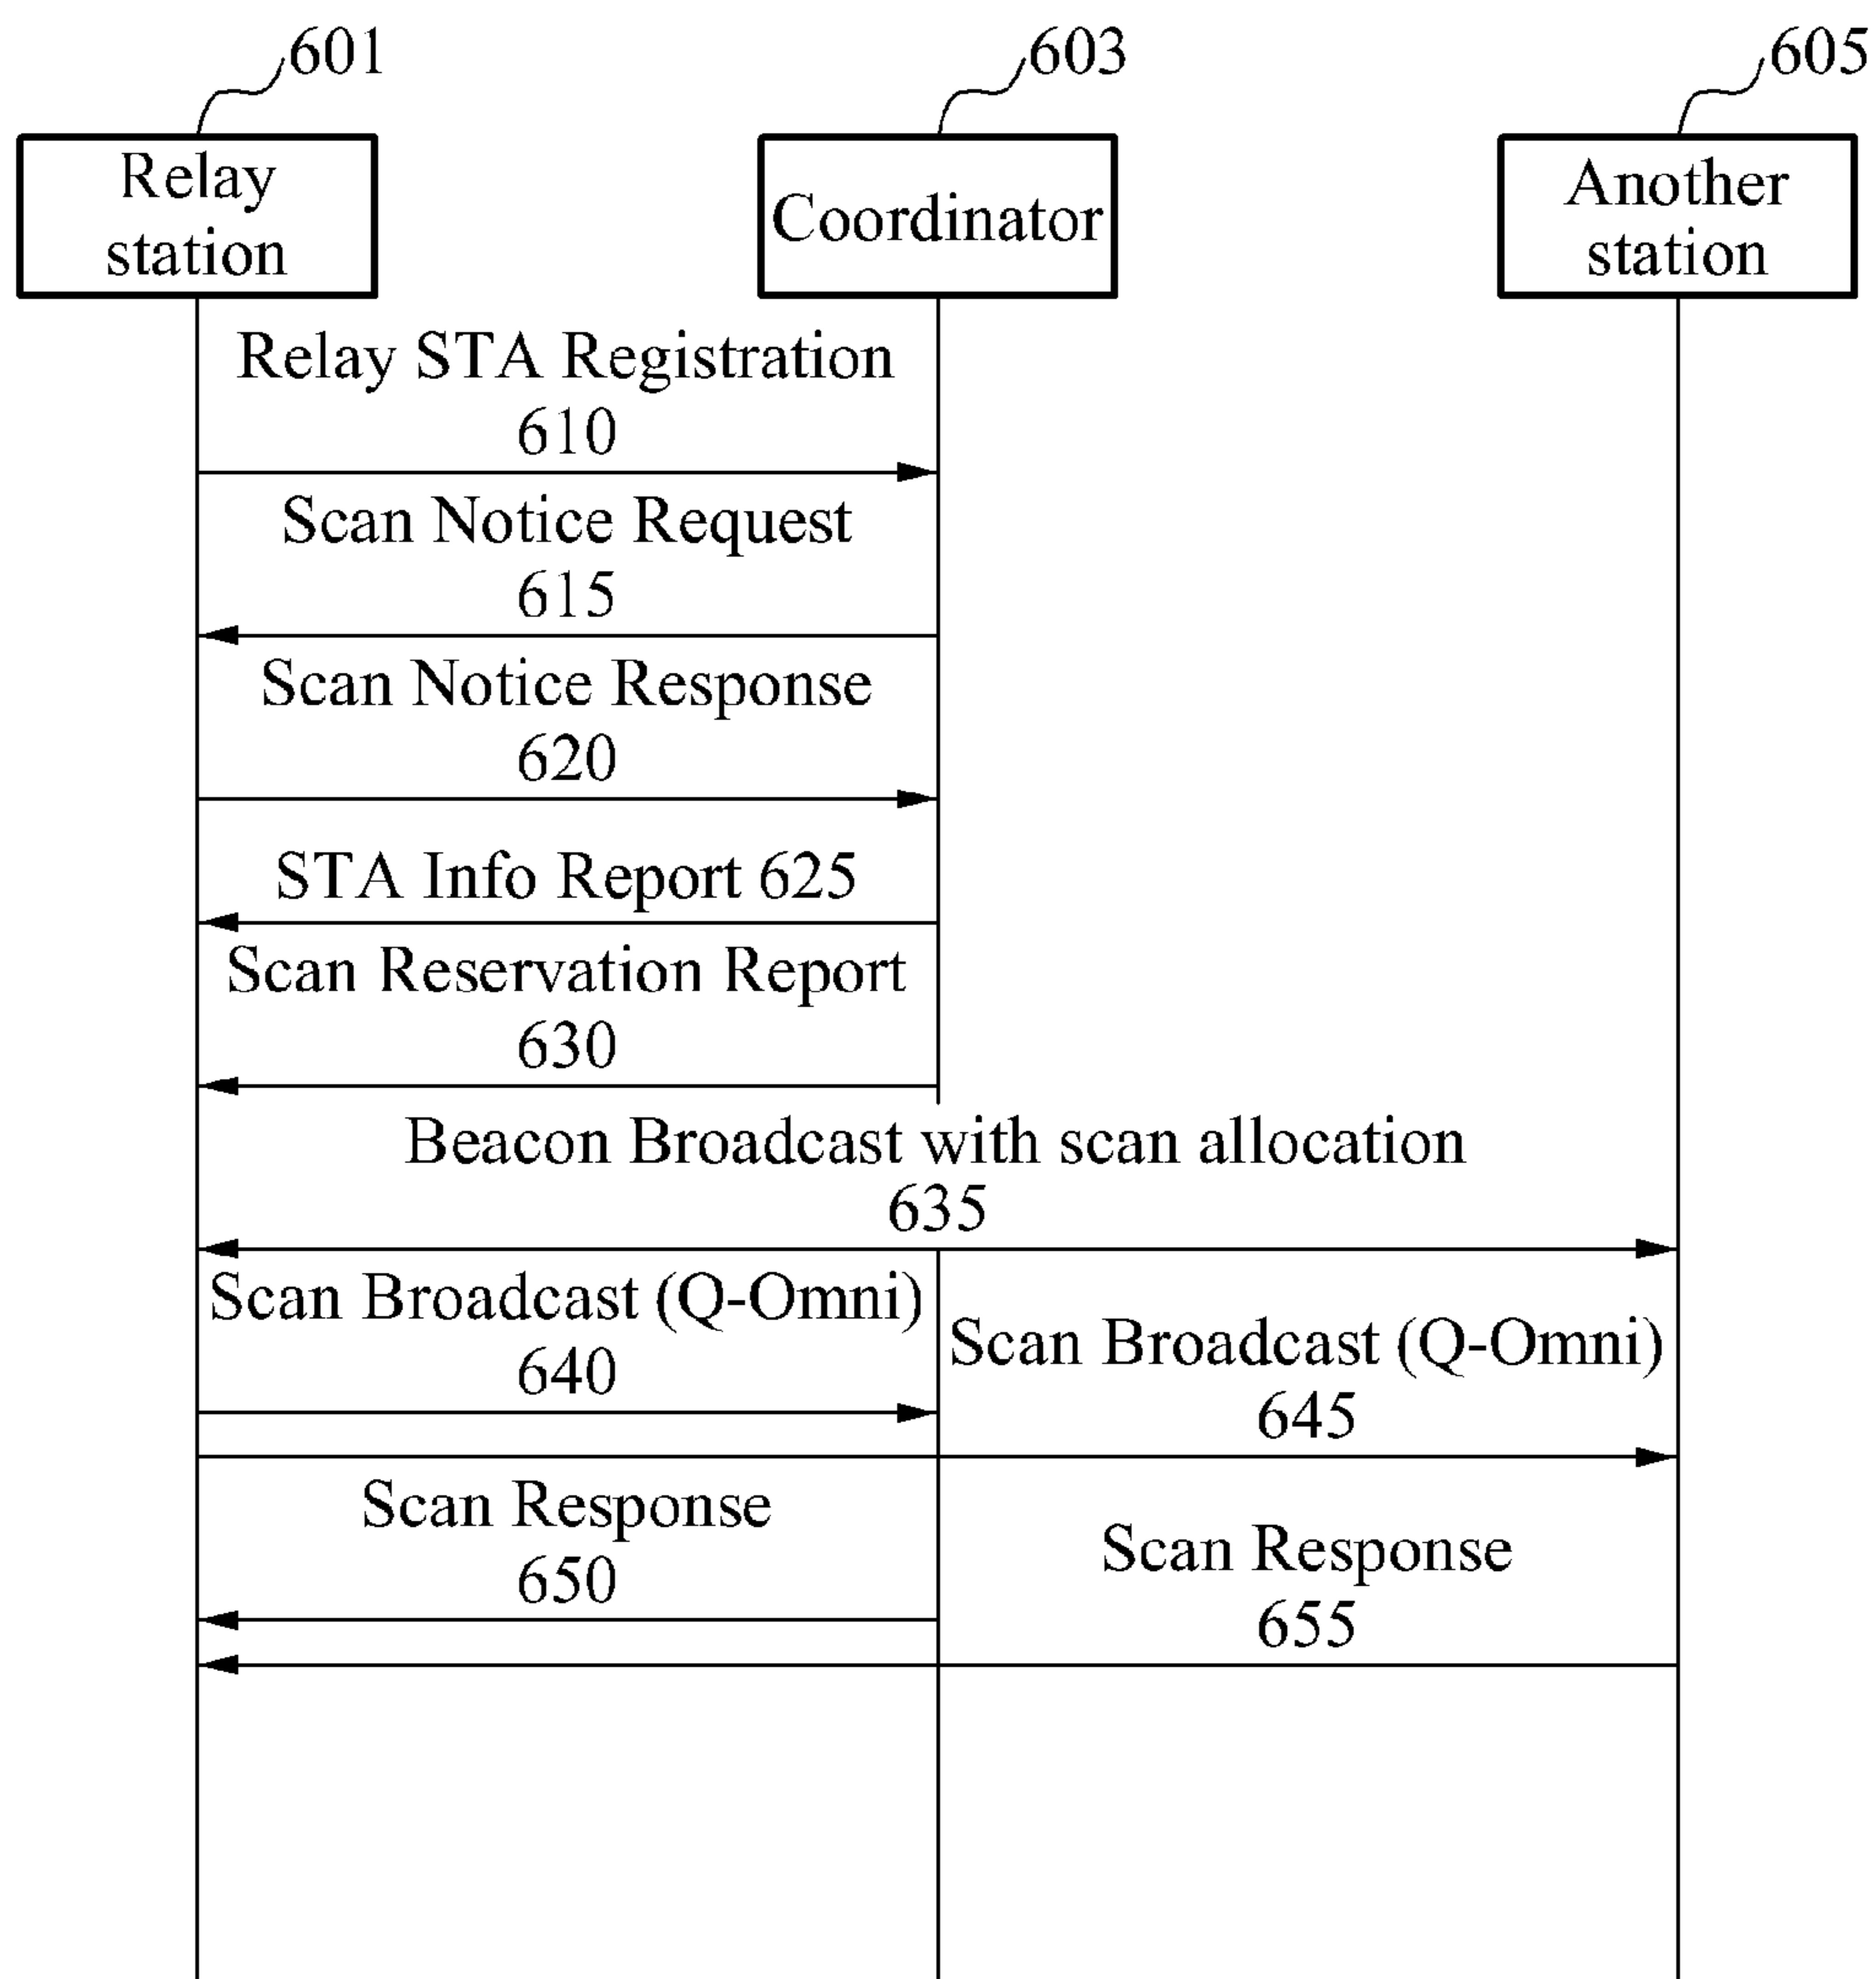 601
603
605
Relay
station
Coordinator
Another
station
Relay STA Registration
610
Scan Notice Request
615
Scan Notice Response
620
STA Info Report 625
Scan Reservation Report
630
Beacon Broadcast with scan allocation
635
Scan Broadcast (Q-Omni)
640
Scan Broadcast (Q-Omni)
645
Scan Response
650
Scan Response
655